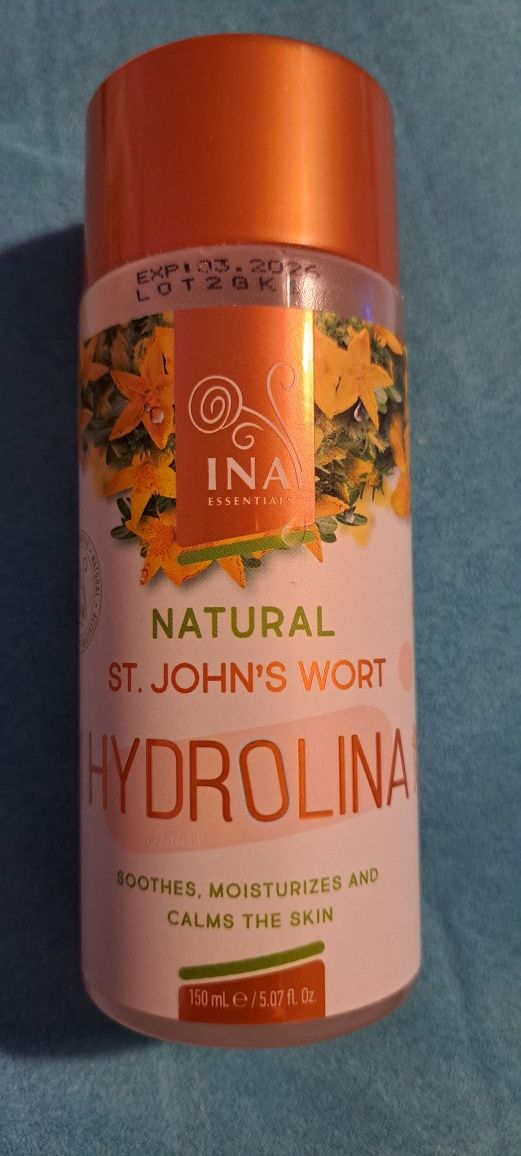 EXP:03.2026
LOT2GK
INA
ESSENTIALS
NATURAL
ST. JOHN'S WORT
HYDROLINA
SOOTHES, MOISTURIZES AND
CALMS THE SKIN
150 mL ℮ / 5.07 fl. Oz.